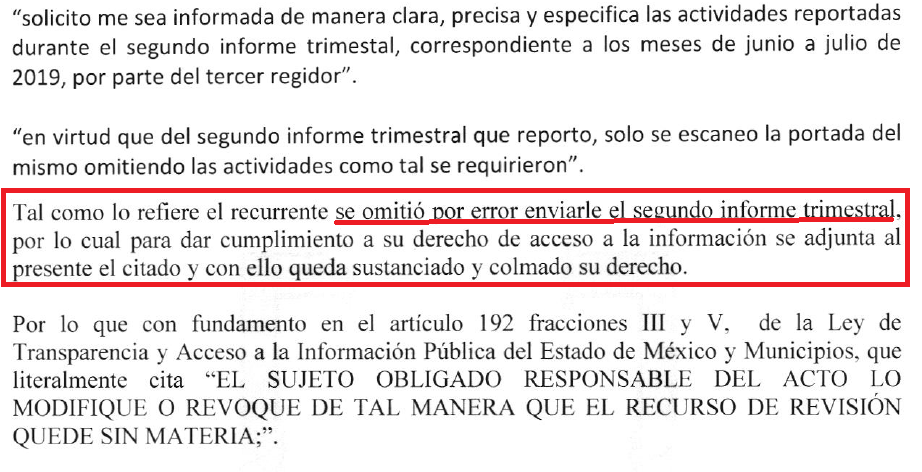 “solicito me sea informada de manera clara, precisa y especifica las actividades reportadas
durante el segundo informe trimestral, correspondiente a los meses de junio a julio de
2019, por parte del tercer regidor”.
“en virtud que del segundo informe trimestral que reporto, solo se escaneo la portada del
mismo omitiendo las actividades como tal se requirieron”.
Tal como lo refiere el recurrente se omitió por error enviarle el segundo informe trimestral,
por lo cual para dar cumplimiento a su derecho de acceso a la información se adjunta al
presente el citado y con ello queda sustanciado y colmado su derecho.
Por lo que con fundamento en el artículo 192 fracciones III y V, de la Ley de
Transparencia y Acceso a la Información Pública del Estado de México y Municipios, que
literalmente cita “EL SUJETO OBLIGADO RESPONSABLE DEL ACTO LO
MODIFIQUE O REVOQUE DE TAL MANERA QUE EL RECURSO DE REVISIÓN
QUEDE SIN MATERIA;”.